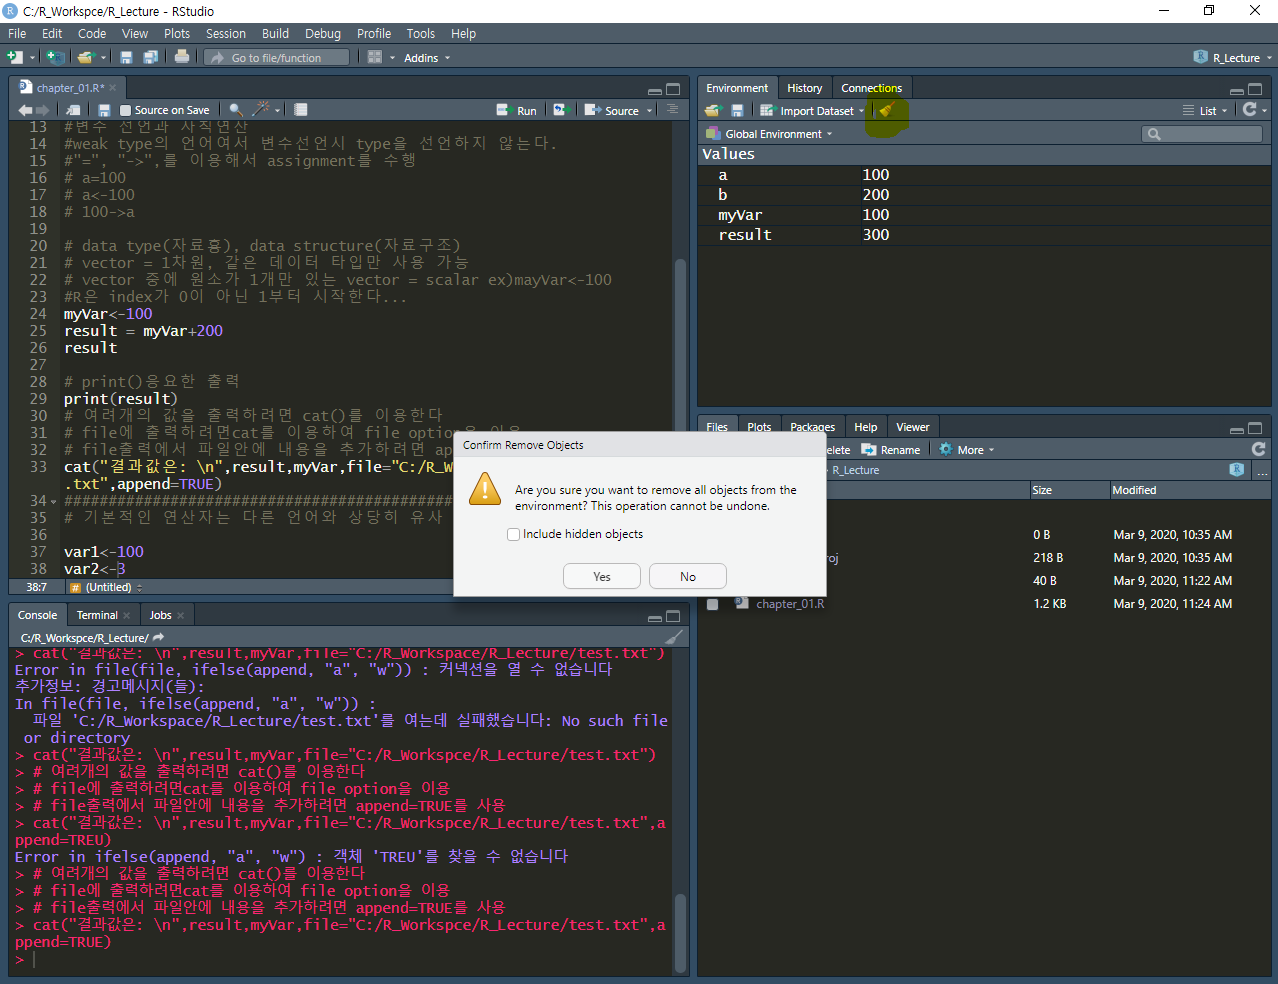 C:/R_Workspce/R_Lecture - RStudio
File Edit Code View Plots Session Build Debug Profile Tools Help
Go to file/function Addins R_Lecture
chapter_01.R*
Source on Save Run Source
13 #변수 선언과 사칙연산
14 #weak type의 언어여서 변수선언시 type을 선언하지 않는다.
15 #"=", "->",를 이용해서 assignment를 수행
16 # a=100
17 # a<-100
18 # 100->a
19
20 # data type(자료흥), data structure(자료구조)
21 # vector = 1차원, 같은 데이터 타입만 사용 가능
22 # vector 중에 원소가 1개만 있는 vector = scalar ex)mayVar<-100
23 #R은 index가 0이 아닌 1부터 시작한다...
24 myVar<-100
25 result = myVar+200
26 result
27
28 # print()응요한 출력
29 print(result)
30 # 여려개의 값을 출력하려면 cat()를 이용한다
31 # file에 출력하려면cat를 이용하여 file option을 이용
32 # file출력에서 파일안에 내용을 추가하려면 ap
33 cat("결과값은: \n",result,myVar,file="C:/R_W
.txt",append=TRUE)
34 ############################################
35 # 기본적인 연산자는 다른 언어와 상당히 유사
36
37 var1<-100
38 var2<-3
38:7 # (Untitled)
Environment History Connections
Import Dataset List
Global Environment
Values
a 100
b 200
myVar 100
result 300
Files Plots Packages Help Viewer
elete Rename More
R_Lecture ...
Size Modified
0 B Mar 9, 2020, 10:35 AM
roj 218 B Mar 9, 2020, 10:35 AM
40 B Mar 9, 2020, 11:22 AM
chapter_01.R 1.2 KB Mar 9, 2020, 11:24 AM
Confirm Remove Objects
Are you sure you want to remove all objects from the
environment? This operation cannot be undone.
Include hidden objects
Yes No
Console Terminal Jobs
C:/R_Workspce/R_Lecture/
> cat("결과값은: \n",result,myVar,file="C:/R_Workspace/R_Lecture/test.txt")
Error in file(file, ifelse(append, "a", "w")) : 커넥션을 열 수 없습니다
추가정보: 경고메시지(들):
In file(file, ifelse(append, "a", "w")) :
파일 'C:/R_Workspace/R_Lecture/test.txt'를 여는데 실패했습니다: No such file
or directory
> cat("결과값은: \n",result,myVar,file="C:/R_Workspce/R_Lecture/test.txt")
> # 여려개의 값을 출력하려면 cat()를 이용한다
> # file에 출력하려면cat를 이용하여 file option을 이용
> # file출력에서 파일안에 내용을 추가하려면 append=TRUE를 사용
> cat("결과값은: \n",result,myVar,file="C:/R_Workspce/R_Lecture/test.txt",a
ppend=TREU)
Error in ifelse(append, "a", "w") : 객체 'TREU'를 찾을 수 없습니다
> # 여려개의 값을 출력하려면 cat()를 이용한다
> # file에 출력하려면cat를 이용하여 file option을 이용
> # file출력에서 파일안에 내용을 추가하려면 append=TRUE를 사용
> cat("결과값은: \n",result,myVar,file="C:/R_Workspce/R_Lecture/test.txt",a
ppend=TRUE)
>